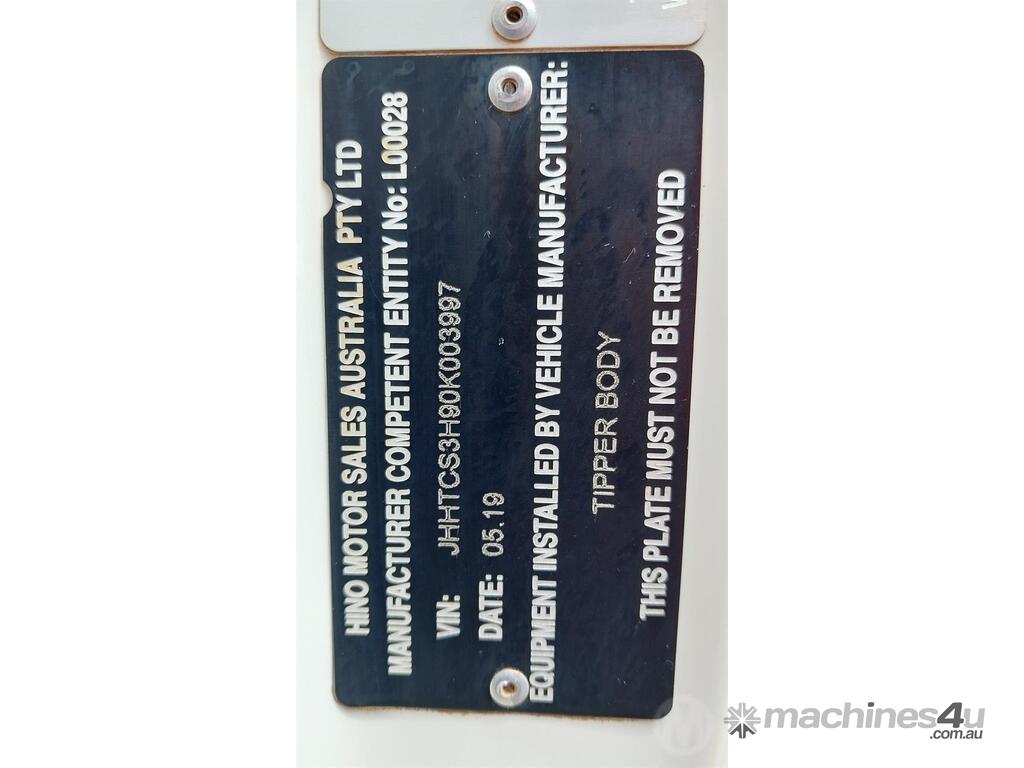 HINO MOTOR SALES AUSTRALIA PTY LTD
MANUFACTURER COMPETENT ENTITY No: L00028
VIN: JHHTCS3H90K003997
DATE: 05.19
EQUIPMENT INSTALLED BY VEHICLE MANUFACTURER:
TIPPER BODY
THIS PLATE MUST NOT BE REMOVED
machines4u
.com.au